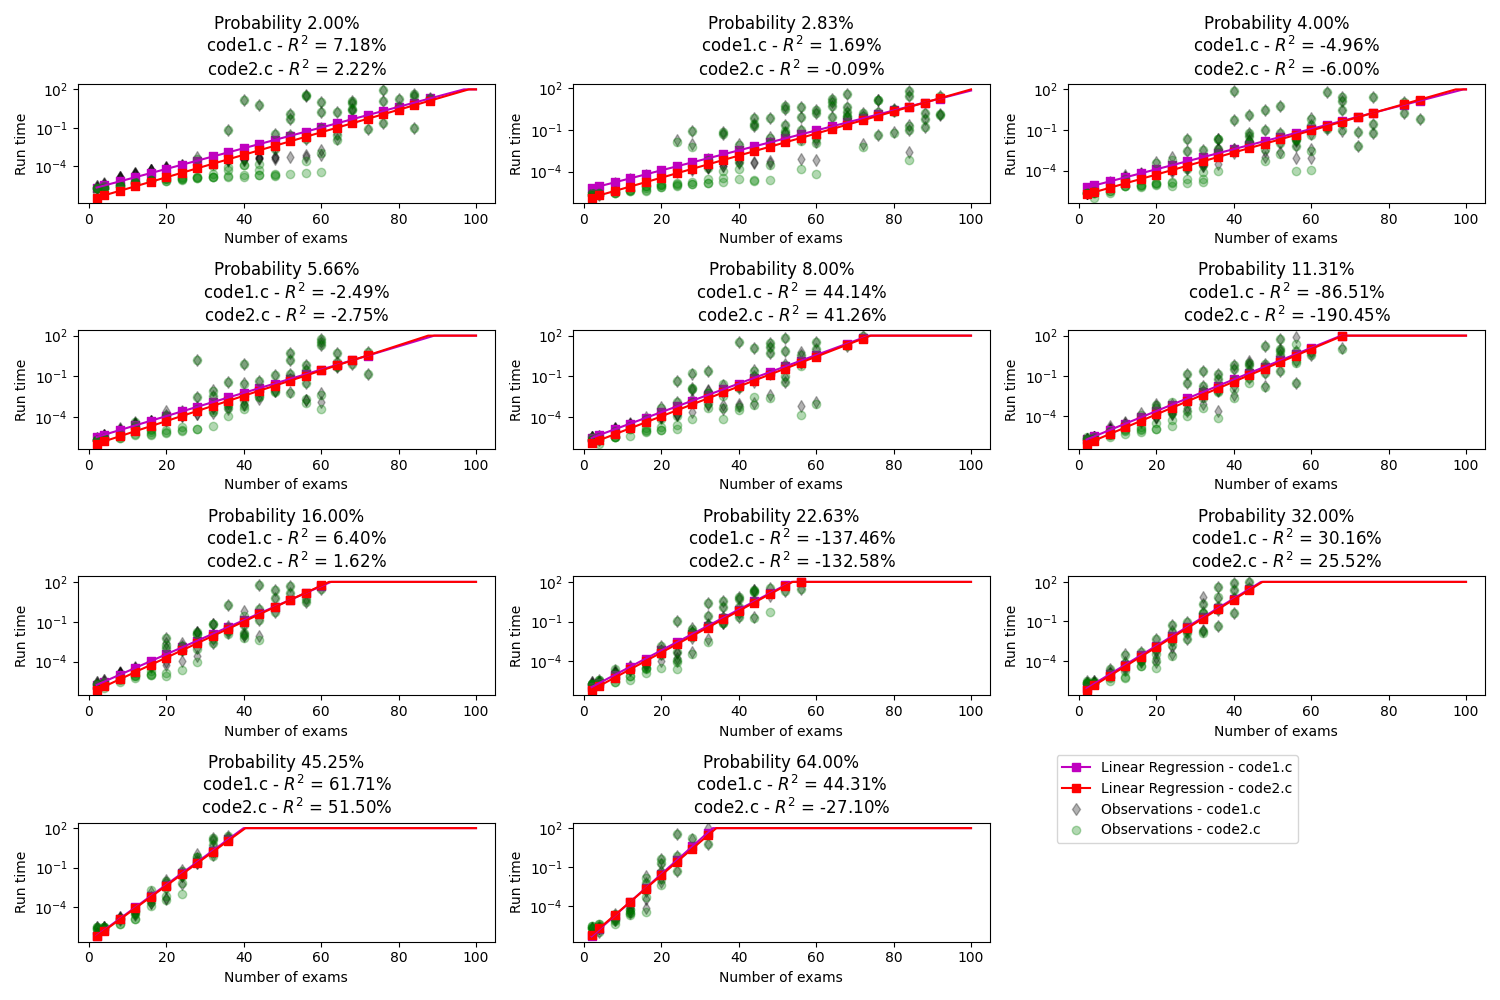 Probability 2.00%
code1.c - R² = 7.18%
code2.c - R² = 2.22%
Probability 2.83%
code1.c - R² = 1.69%
code2.c - R² = -0.09%
Probability 4.00%
code1.c - R² = -4.96%
code2.c - R² = -6.00%
Run time
10²
10⁻¹
10⁻⁴
0 20 40 60 80 100
Number of exams
Run time
10²
10⁻¹
10⁻⁴
0 20 40 60 80 100
Number of exams
Run time
10²
10⁻¹
10⁻⁴
0 20 40 60 80 100
Number of exams
Probability 5.66%
code1.c - R² = -2.49%
code2.c - R² = -2.75%
Probability 8.00%
code1.c - R² = 44.14%
code2.c - R² = 41.26%
Probability 11.31%
code1.c - R² = -86.51%
code2.c - R² = -190.45%
Run time
10²
10⁻¹
10⁻⁴
0 20 40 60 80 100
Number of exams
Run time
10²
10⁻¹
10⁻⁴
0 20 40 60 80 100
Number of exams
Run time
10²
10⁻¹
10⁻⁴
0 20 40 60 80 100
Number of exams
Probability 16.00%
code1.c - R² = 6.40%
code2.c - R² = 1.62%
Probability 22.63%
code1.c - R² = -137.46%
code2.c - R² = -132.58%
Probability 32.00%
code1.c - R² = 30.16%
code2.c - R² = 25.52%
Run time
10²
10⁻¹
10⁻⁴
0 20 40 60 80 100
Number of exams
Run time
10²
10⁻¹
10⁻⁴
0 20 40 60 80 100
Number of exams
Run time
10²
10⁻¹
10⁻⁴
0 20 40 60 80 100
Number of exams
Probability 45.25%
code1.c - R² = 61.71%
code2.c - R² = 51.50%
Probability 64.00%
code1.c - R² = 44.31%
code2.c - R² = -27.10%
Run time
10²
10⁻¹
10⁻⁴
0 20 40 60 80 100
Number of exams
Run time
10²
10⁻¹
10⁻⁴
0 20 40 60 80 100
Number of exams
Linear Regression - code1.c
Linear Regression - code2.c
Observations - code1.c
Observations - code2.c